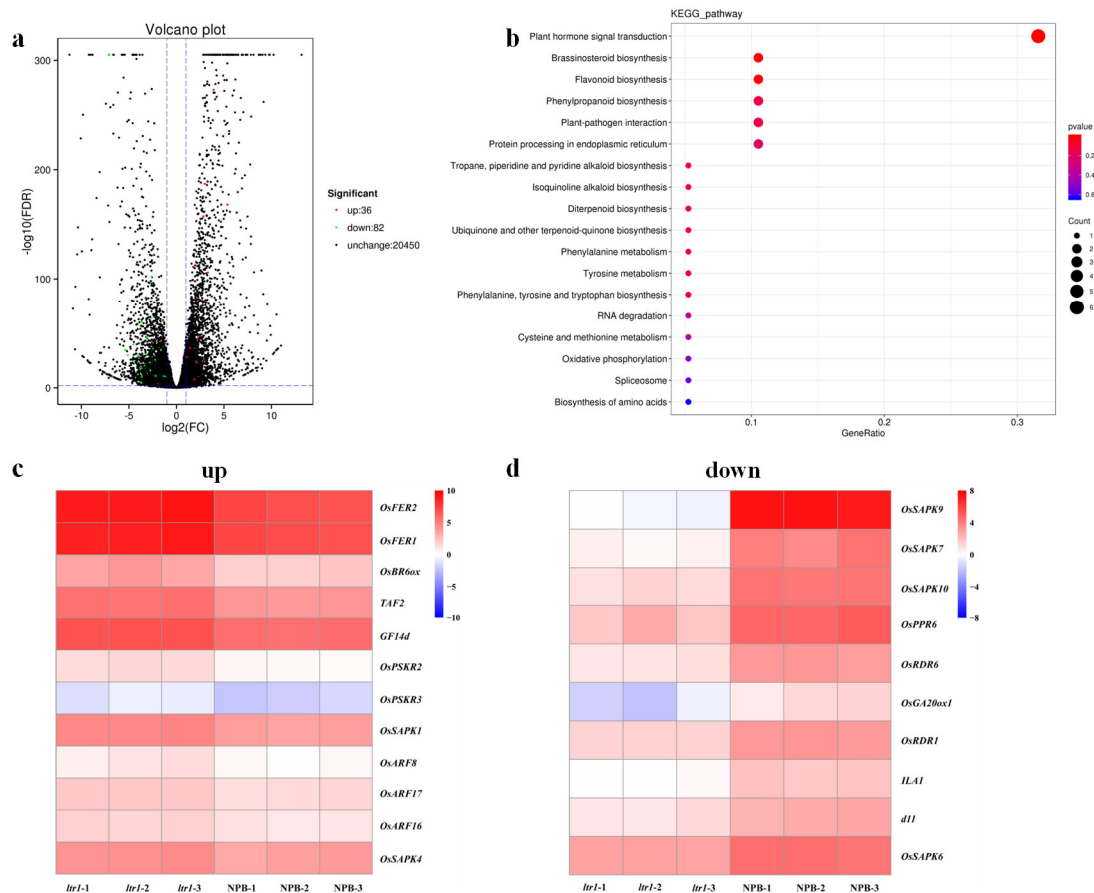 a
Volcano plot
300
200
100
0
-log10(FDR)
-10
-5
0
5
10
log2(FC)
Significant
up:36
down:82
unchange:20450
b
KEGG_pathway
Plant hormone signal transduction
Brassinosteroid biosynthesis
Flavonoid biosynthesis
Phenylpropanoid biosynthesis
Plant-pathogen interaction
Protein processing in endoplasmic reticulum
Tropane, piperidine and pyridine alkaloid biosynthesis
Isoquinoline alkaloid biosynthesis
Diterpenoid biosynthesis
Ubiquinone and other terpenoid-quinone biosynthesis
Phenylalanine metabolism
Tyrosine metabolism
Phenylalanine, tyrosine and tryptophan biosynthesis
RNA degradation
Cysteine and methionine metabolism
Oxidative phosphorylation
Spliceosome
Biosynthesis of amino acids
0.1
0.2
0.3
GeneRatio
pvalue
0.2
0.4
0.6
Count
1
2
3
4
5
6
c
up
OsFER2
OsFER1
OsBR6ox
TAF2
GF14d
OsPSKR2
OsPSKR3
OsSAPK1
OsARF8
OsARF17
OsARF16
OsSAPK4
10
5
0
−5
−10
ltr1-1 ltr1-2 ltr1-3 NPB-1 NPB-2 NPB-3
d
down
OsSAPK9
OsSAPK7
OsSAPK10
OsPPR6
OsRDR6
OsGA20ox1
OsRDR1
ILA1
d11
OsSAPK6
8
4
0
−4
−8
ltr1-1 ltr1-2 ltr1-3 NPB-1 NPB-2 NPB-3